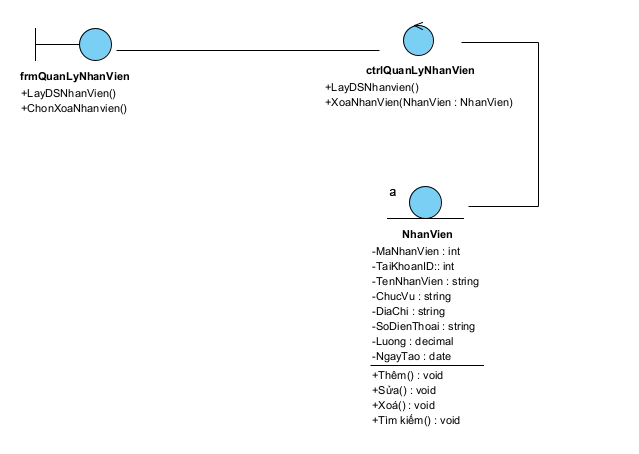 frmQuanLyNhanVien
+LayDSNhanVien()
+ChonXoaNhanvien()
ctrlQuanLyNhanVien
+LayDSNhanvien()
+XoaNhanVien(NhanVien : NhanVien)
a
NhanVien
-MaNhanVien : int
-TaiKhoanID:: int
-TenNhanVien : string
-ChucVu : string
-DiaChi : string
-SoDienThoai : string
-Luong : decimal
-NgayTao : date
+Thêm() : void
+Sửa() : void
+Xoá() : void
+Tìm kiếm() : void